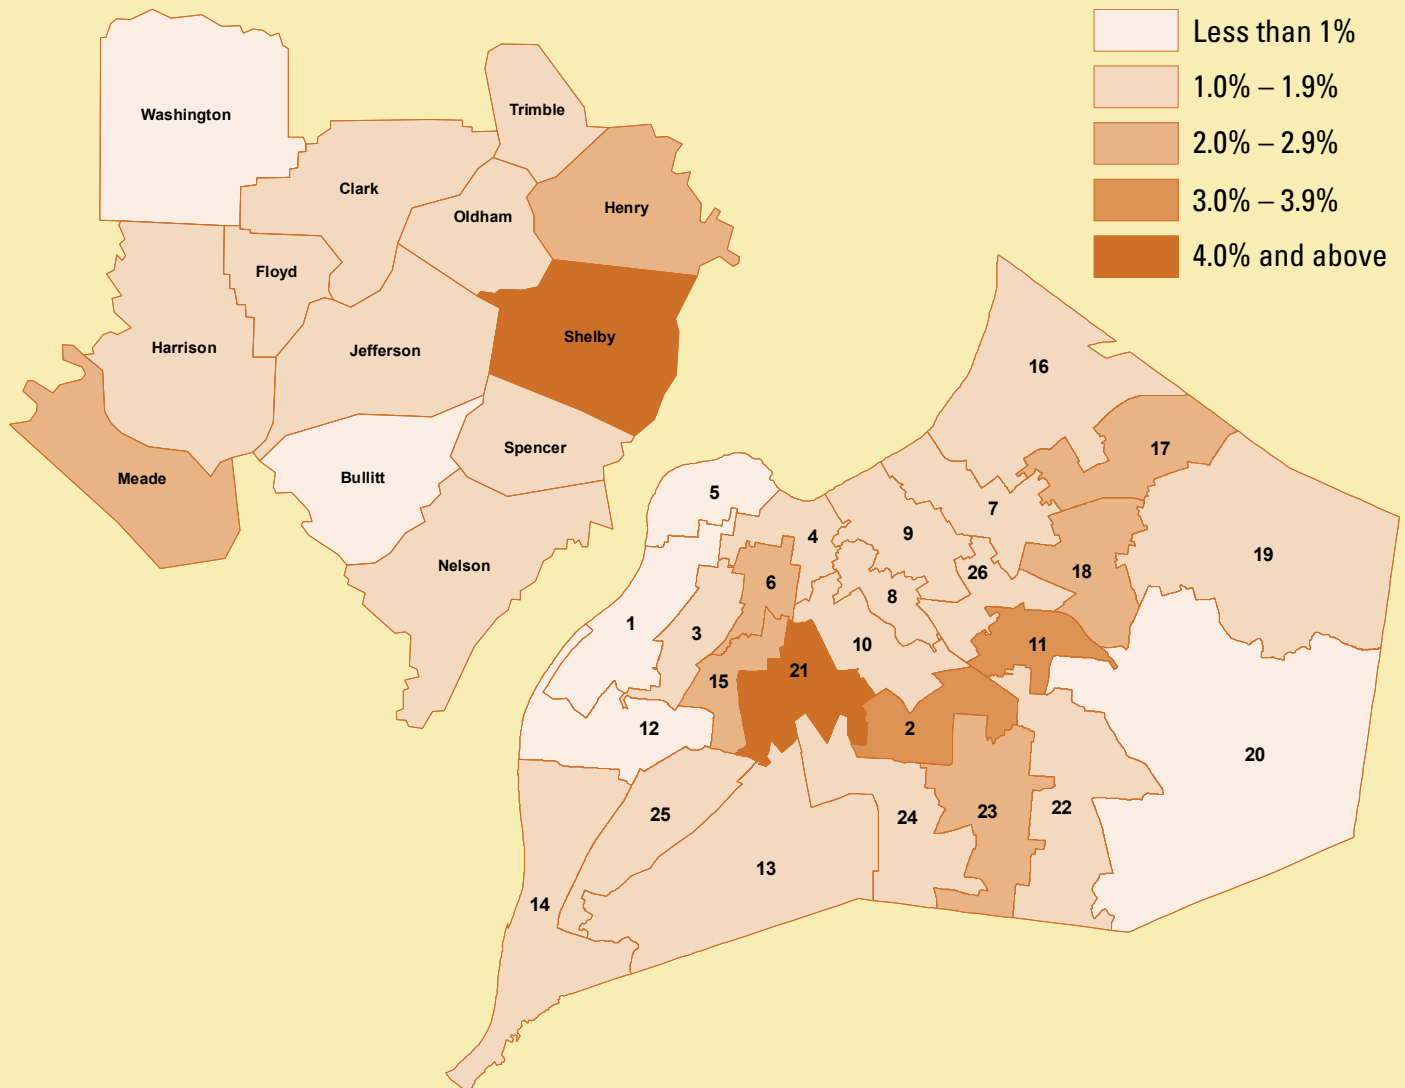 Less than 1%
1.0% – 1.9%
2.0% – 2.9%
3.0% – 3.9%
4.0% and above
Washington
Trimble
Clark
Oldham
Henry
Floyd
Shelby
Harrison
Jefferson
Spencer
Meade
Bullitt
Nelson
16
17
5
7
4
9
19
18
26
6
8
1
3
10
11
21
15
12
2
20
22
23
25
24
13
14